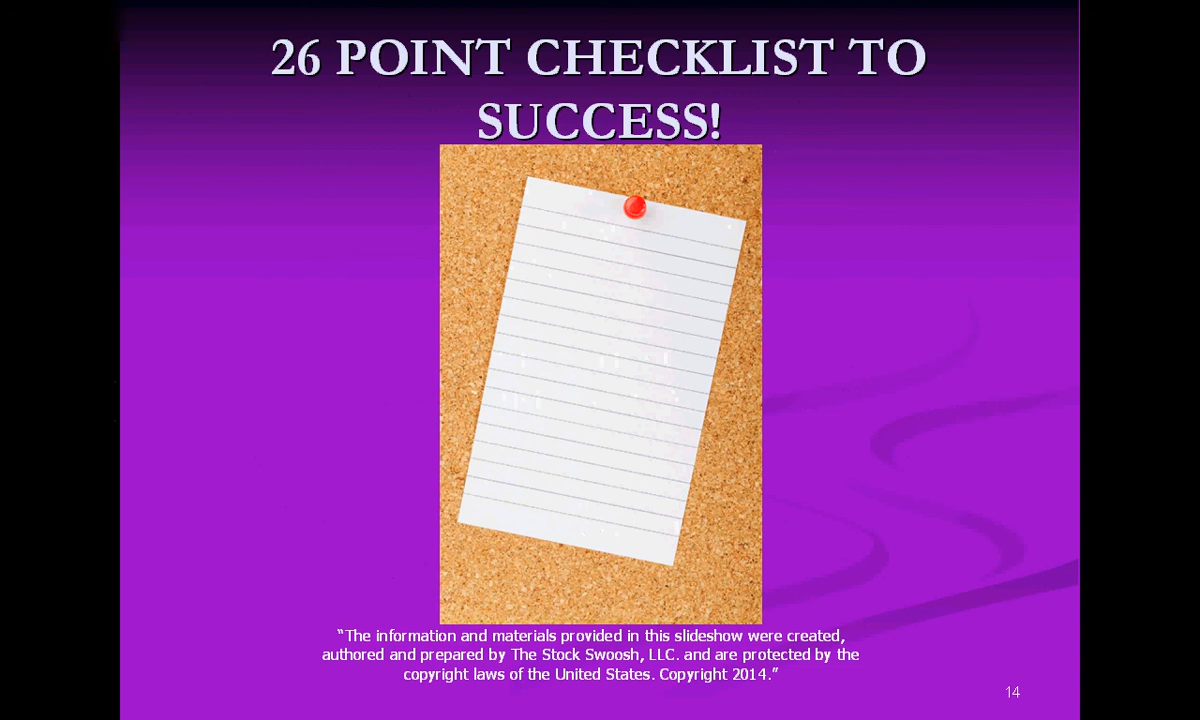 26 POINT CHECKLIST TO
SUCCESS!
“The information and materials provided in this slideshow were created,
authored and prepared by The Stock Swoosh, LLC. and are protected by the
copyright laws of the United States. Copyright 2014.”
14